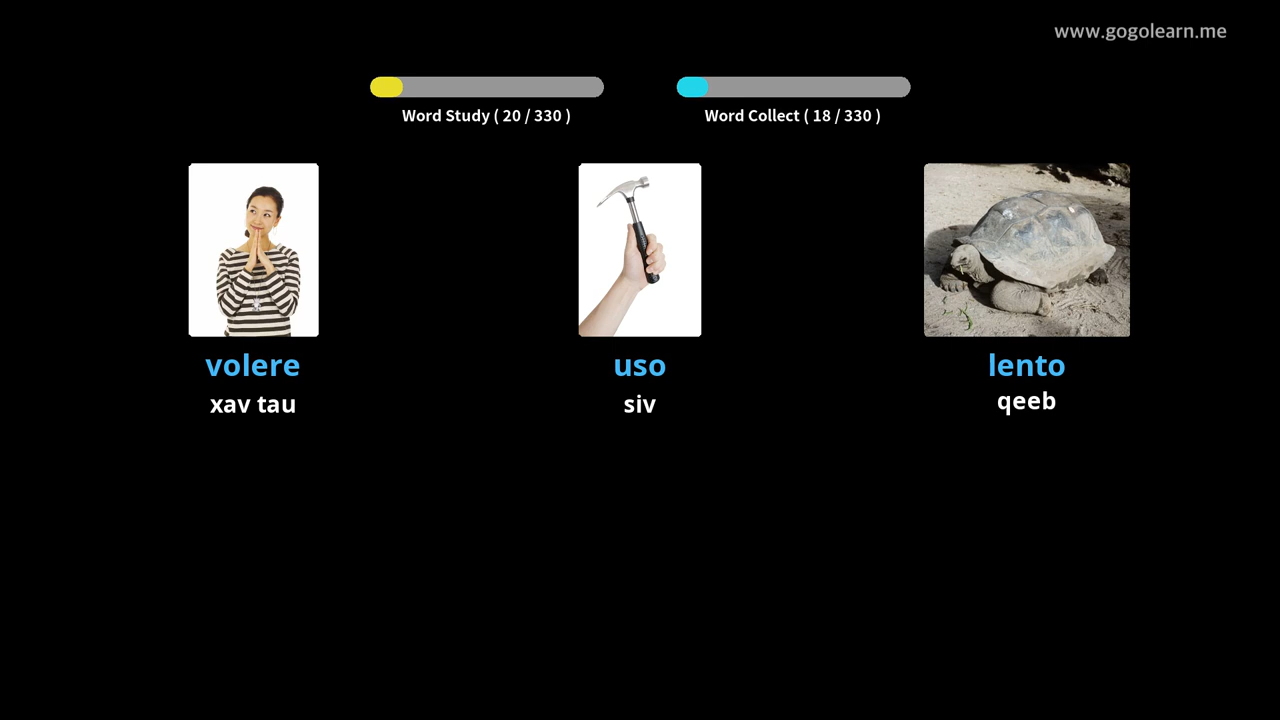 www.gogolearn.me
Word Study ( 20 / 330 )
Word Collect ( 18 / 330 )
volere
uso
lento
xav tau
siv
qeeb